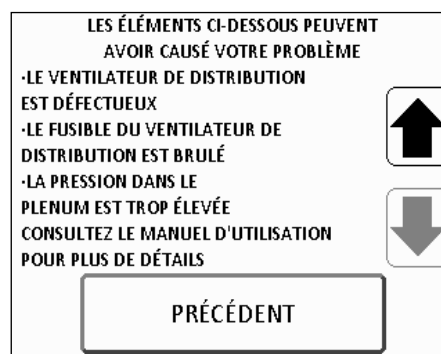 LES ÉLÉMENTS CI-DESSOUS PEUVENT
AVOIR CAUSÉ VOTRE PROBLÈME
·LE VENTILATEUR DE DISTRIBUTION
EST DÉFECTUEUX
·LE FUSIBLE DU VENTILATEUR DE
DISTRIBUTION EST BRULÉ
·LA PRESSION DANS LE
PLENUM EST TROP ÉLEVÉE
CONSULTEZ LE MANUEL D'UTILISATION
POUR PLUS DE DÉTAILS
PRÉCÉDENT